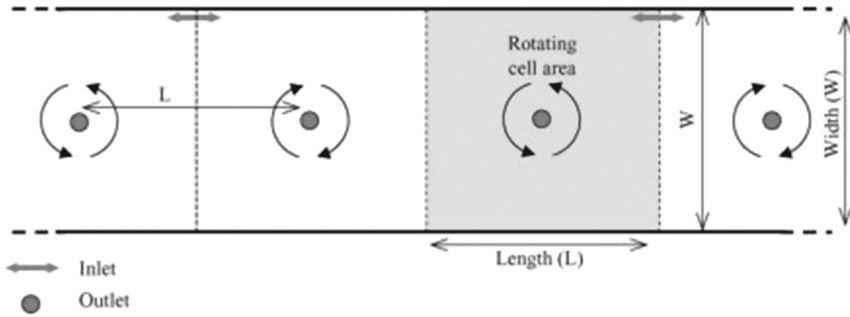 Rotating
cell area
L
W
Width (W)
Length (L)
Inlet
Outlet